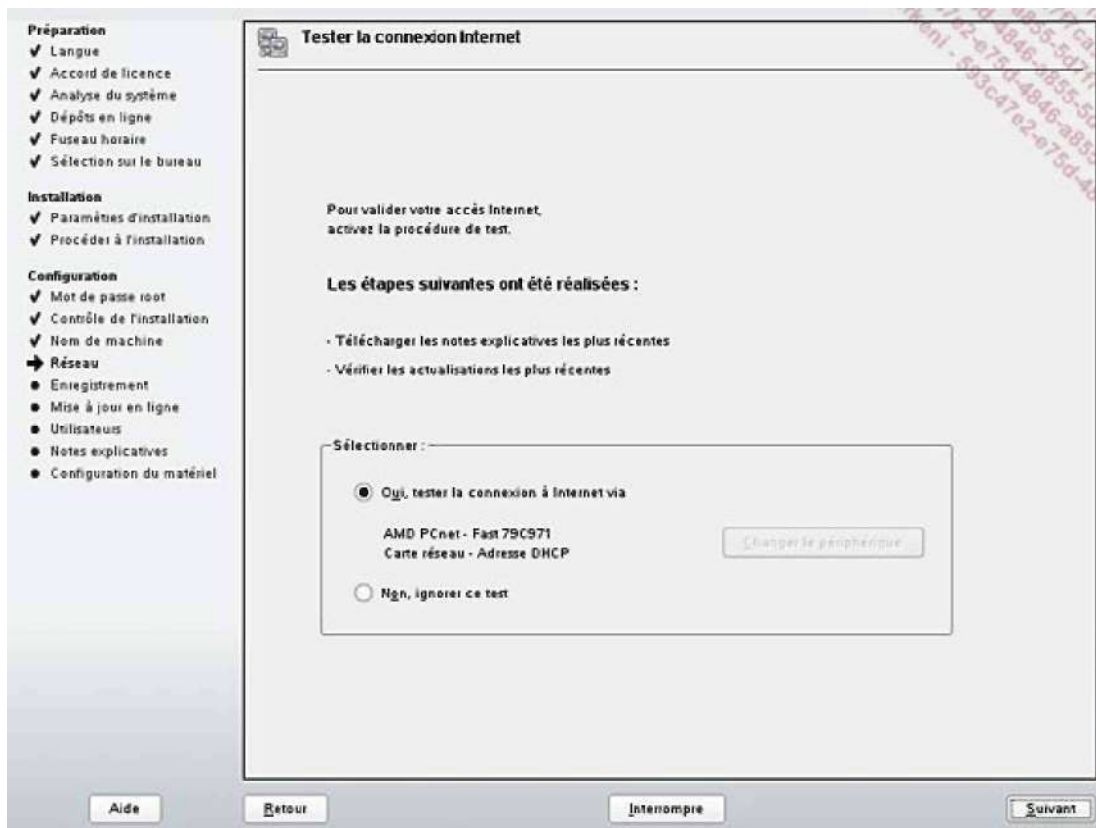 Préparation
Langue
Accord de licence
Analyse du système
Dépôts en ligne
Fuseau horaire
Sélection sur le bureau
Installation
Paramètres d'installation
Procéder à l'installation
Configuration
Mot de passe root
Contrôle de l'installation
Nom de machine
Réseau
Enregistrement
Mise à jour en ligne
Utilisateurs
Notes explicatives
Configuration du matériel
Tester la connexion Internet
Pour valider votre accès Internet,
activez la procédure de test.
Les étapes suivantes ont été réalisées :
- Télécharger les notes explicatives les plus récentes
- Vérifier les actualisations les plus récentes
Sélectionner :
Oui, tester la connexion à Internet via
AMD PCnet - Fast 79C971
Carte réseau - Adresse DHCP
Changer le périphérique
Non, ignorer ce test
Aide
Retour
Interrompre
Suivant